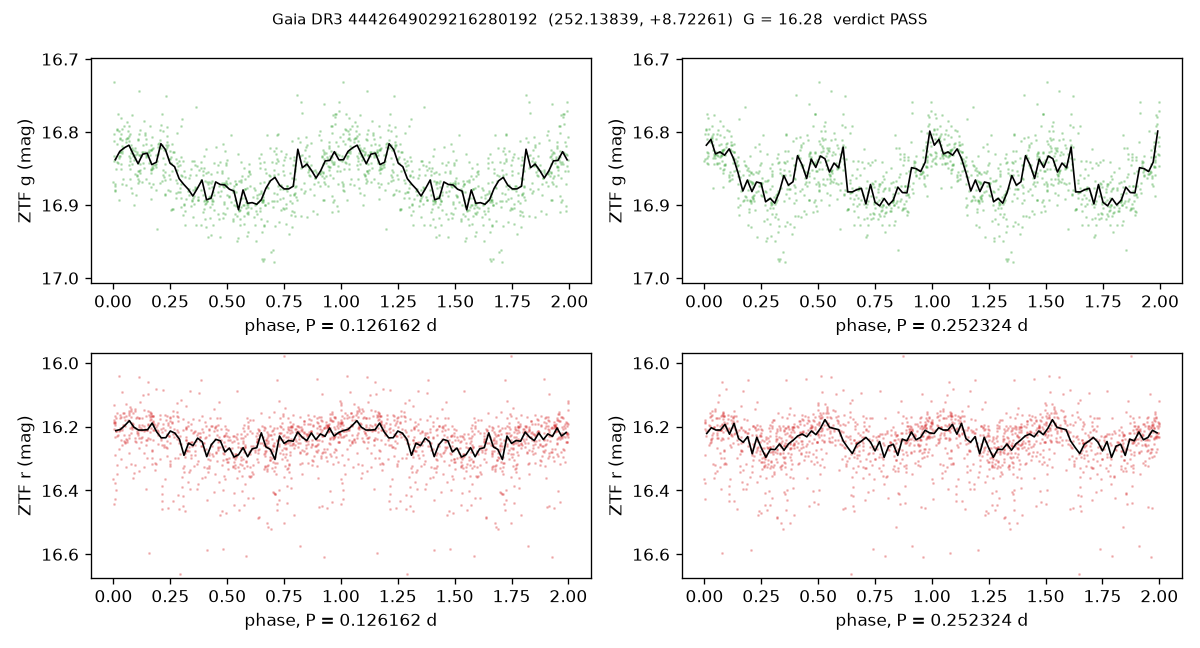 Gaia DR3 4442649029216280192 (252.13839, +8.72261) G = 16.28 verdict PASS
ZTF g (mag)
16.7
16.8
16.9
17.0
0.00 0.25 0.50 0.75 1.00 1.25 1.50 1.75 2.00
phase, P = 0.126162 d
ZTF g (mag)
16.7
16.8
16.9
17.0
0.00 0.25 0.50 0.75 1.00 1.25 1.50 1.75 2.00
phase, P = 0.252324 d
ZTF r (mag)
16.0
16.2
16.4
16.6
0.00 0.25 0.50 0.75 1.00 1.25 1.50 1.75 2.00
phase, P = 0.126162 d
ZTF r (mag)
16.0
16.2
16.4
16.6
0.00 0.25 0.50 0.75 1.00 1.25 1.50 1.75 2.00
phase, P = 0.252324 d